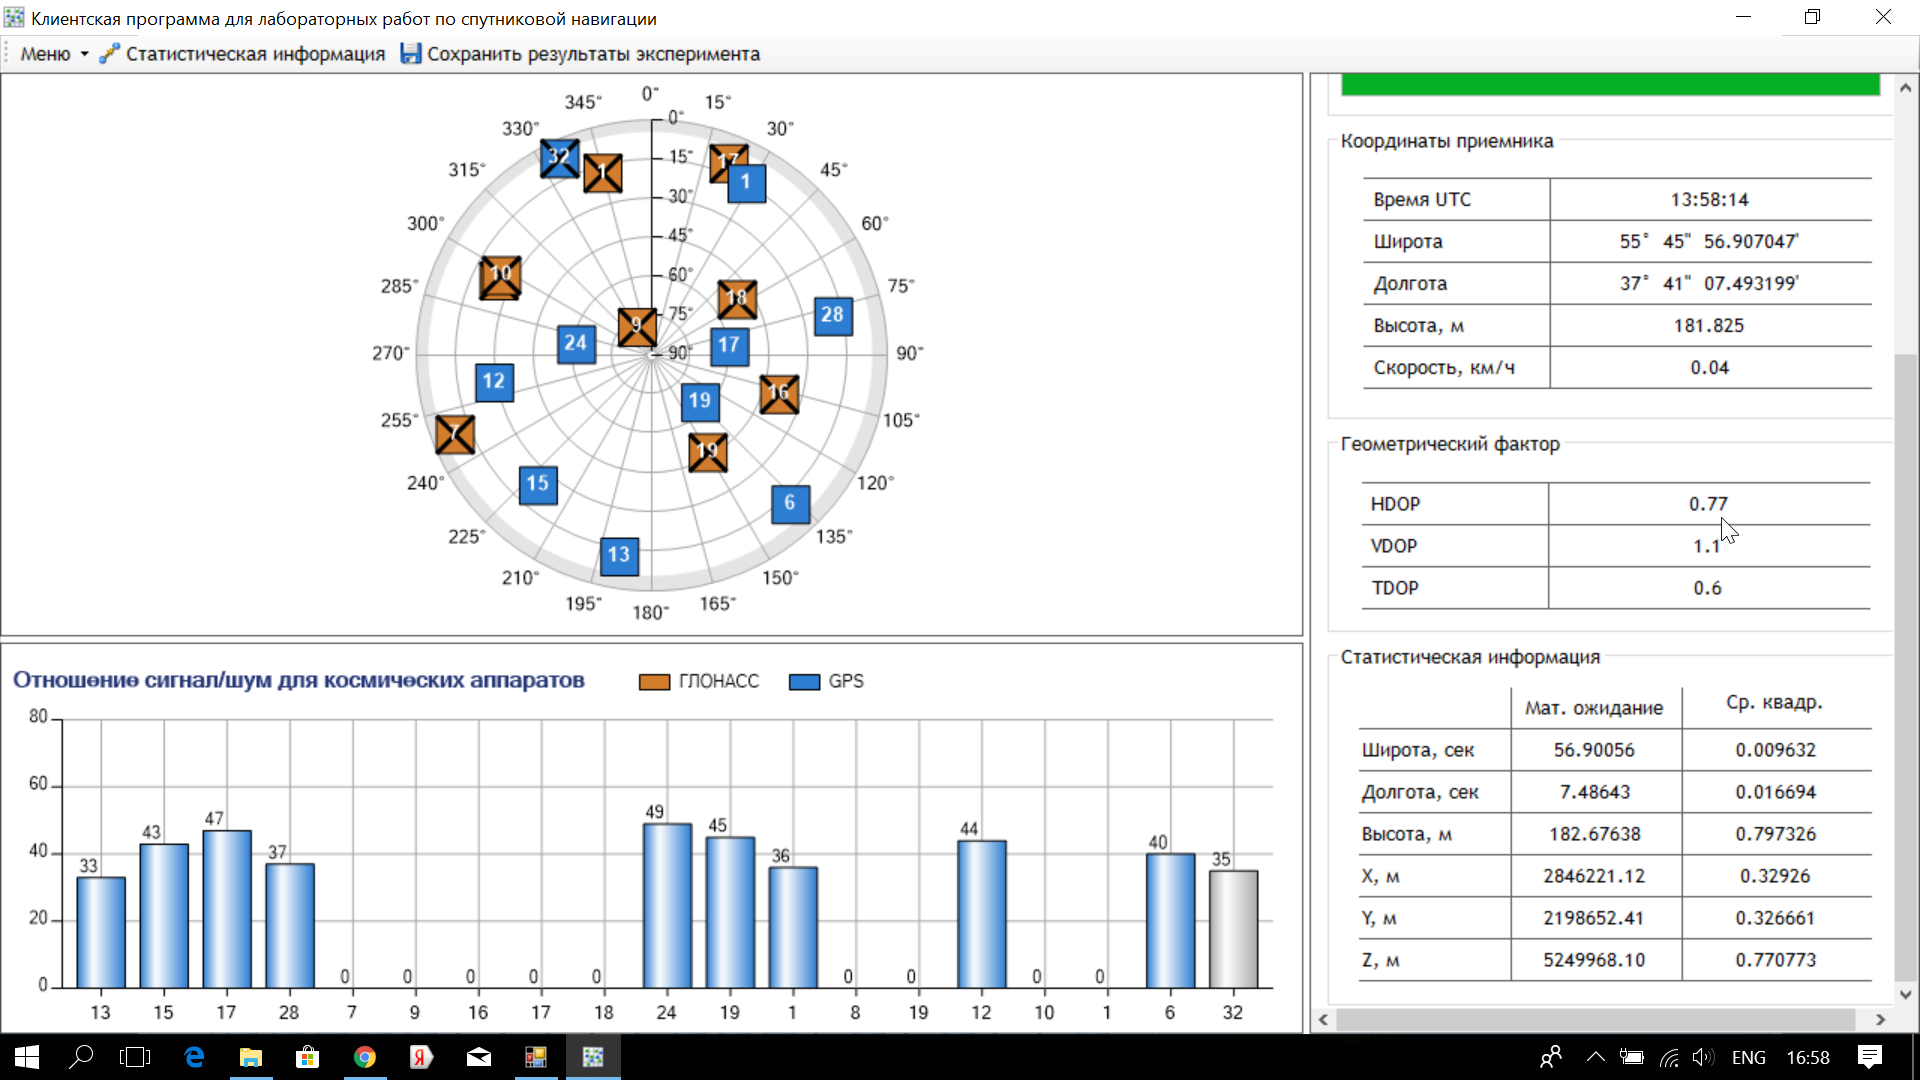 Клиентская программа для лабораторных работ по спутниковой навигации
Меню Статистическая информация Сохранить результаты эксперимента
0°
345° 15°
330° 30°
315° 45°
300° 60°
285° 75°
270° 90°
255° 105°
240° 120°
225° 135°
210° 150°
195° 165°
180°
0°
15°
30°
45°
60°
75°
90°
32 1 17 1
10 18 28
9 24 17
12 19 16
7 19
15 6
13
Отношение сигнал/шум для космических аппаратов ГЛОНАСС GPS
80
60
40
20
0
33 43 47 37 0 0 0 0 0 49 45 36 0 0 44 0 0 40 35
13 15 17 28 7 9 16 17 18 24 19 1 8 19 12 10 1 6 32
Координаты приемника
Время UTC 13:58:14
Широта 55° 45" 56.907047'
Долгота 37° 41" 07.493199'
Высота, м 181.825
Скорость, км/ч 0.04
Геометрический фактор
HDOP 0.77
VDOP 1.1
TDOP 0.6
Статистическая информация
Мат. ожидание Ср. квадр.
Широта, сек 56.90056 0.009632
Долгота, сек 7.48643 0.016694
Высота, м 182.67638 0.797326
X, м 2846221.12 0.32926
Y, м 2198652.41 0.326661
Z, м 5249968.10 0.770773
Я ENG 16:58